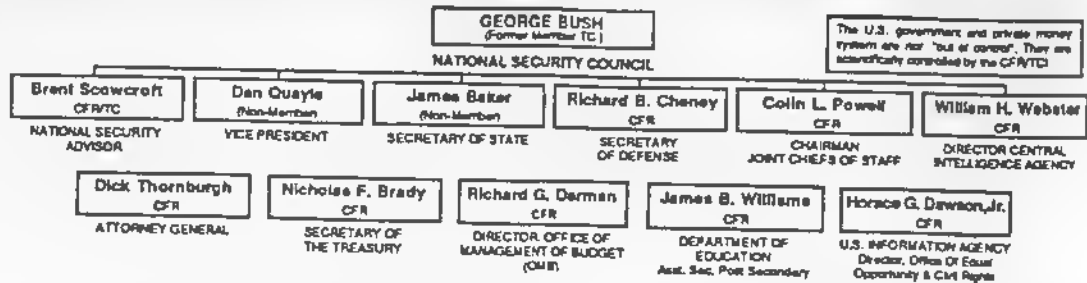 GEORGE BUSH
(Former Member TC)
NATIONAL SECURITY COUNCIL
The U.S. government and private money
system are not "out of control". They are
scientifically controlled by the CFR/TC!
Brent Scowcroft
CFR/TC
NATIONAL SECURITY
ADVISOR
Dan Quayle
(Non-Member)
VICE PRESIDENT
James Baker
(Non-Member)
SECRETARY OF STATE
Richard B. Cheney
CFR
SECRETARY
OF DEFENSE
Colin L. Powell
CFR
CHAIRMAN
JOINT CHIEFS OF STAFF
William H. Webster
CFR
DIRECTOR CENTRAL
INTELLIGENCE AGENCY
Dick Thornburgh
CFR
ATTORNEY GENERAL
Nicholas F. Brady
CFR
SECRETARY OF
THE TREASURY
Richard G. Darman
CFR
DIRECTOR, OFFICE OF
MANAGEMENT OF BUDGET
(OMB)
James B. Williams
CFR
DEPARTMENT OF
EDUCATION
Asst. Sec. Post Secondary
Horace G. Dawson, Jr.
CFR
U.S. INFORMATION AGENCY
Director, Office Of Equal
Opportunity & Civil Rights